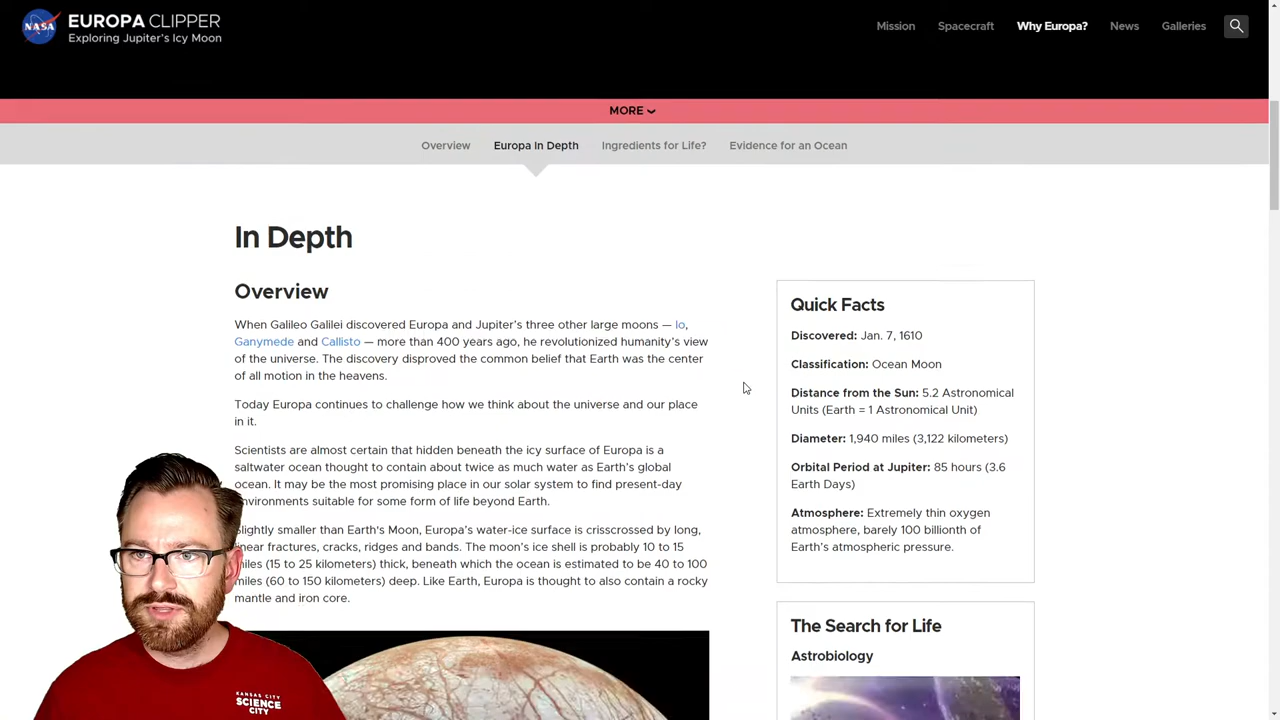 NASA
EUROPA CLIPPER
Exploring Jupiter's Icy Moon
Mission Spacecraft Why Europa? News Galleries
MORE
Overview Europa In Depth Ingredients for Life? Evidence for an Ocean
In Depth
Overview
When Galileo Galilei discovered Europa and Jupiter's three other large moons — Io,
Ganymede and Callisto — more than 400 years ago, he revolutionized humanity's view
of the universe. The discovery disproved the common belief that Earth was the center
of all motion in the heavens.
Today Europa continues to challenge how we think about the universe and our place
in it.
Scientists are almost certain that hidden beneath the icy surface of Europa is a
saltwater ocean thought to contain about twice as much water as Earth's global
ocean. It may be the most promising place in our solar system to find present-day
environments suitable for some form of life beyond Earth.
Slightly smaller than Earth's Moon, Europa's water-ice surface is crisscrossed by long,
linear fractures, cracks, ridges and bands. The moon's ice shell is probably 10 to 15
miles (15 to 25 kilometers) thick, beneath which the ocean is estimated to be 40 to 100
miles (60 to 150 kilometers) deep. Like Earth, Europa is thought to also contain a rocky
mantle and iron core.
Quick Facts
Discovered: Jan. 7, 1610
Classification: Ocean Moon
Distance from the Sun: 5.2 Astronomical
Units (Earth = 1 Astronomical Unit)
Diameter: 1,940 miles (3,122 kilometers)
Orbital Period at Jupiter: 85 hours (3.6
Earth Days)
Atmosphere: Extremely thin oxygen
atmosphere, barely 100 billionth of
Earth's atmospheric pressure.
The Search for Life
Astrobiology
KANSAS CITY
SCIENCE
CITY